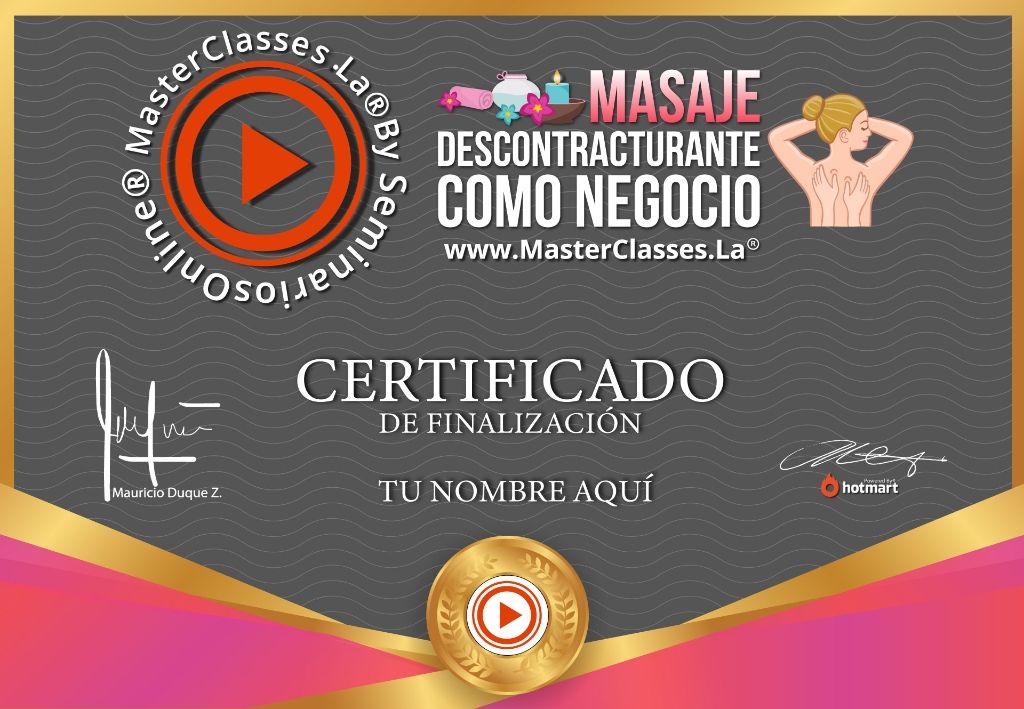 MasterClasses.La®By SeminariosOnline®
MASAJE
DESCONTRACTURANTE
COMO NEGOCIO
www.MasterClasses.La®
CERTIFICADO
DE FINALIZACIÓN
TU NOMBRE AQUÍ
Mauricio Duque Z.
Powered By
hotmart